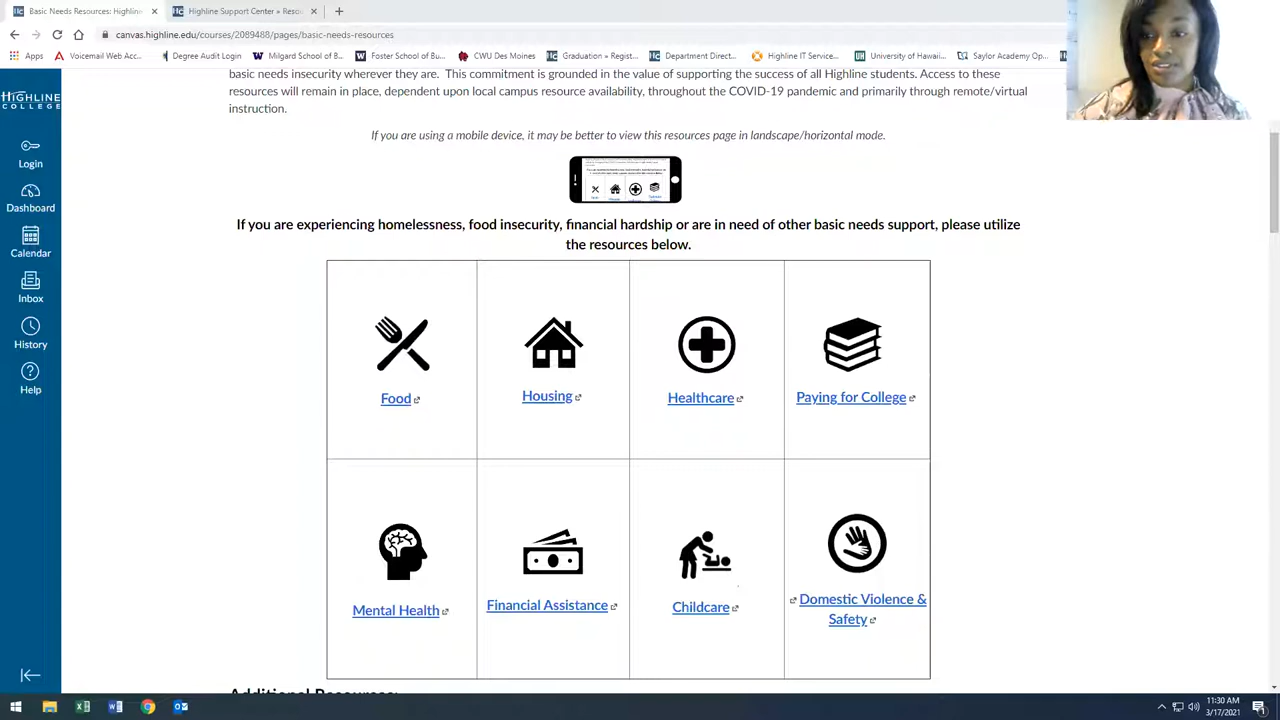 Basic Needs Resources: Highlin
Highline Support Center » Reso
canvas.highline.edu/courses/2089488/pages/basic-needs-resources
Apps
Voicemail Web Acc...
Degree Audit Login
Milgard School of B...
Foster School of Bu...
CWU Des Moines
Graduation » Regist...
Department Direct...
Highline IT Service...
University of Hawaii...
Saylor Academy Op...
HIGHLINE
COLLEGE
Login
Dashboard
Calendar
Inbox
History
Help
basic needs insecurity wherever they are. This commitment is grounded in the value of supporting the success of all Highline students. Access to these
resources will remain in place, dependent upon local campus resource availability, throughout the COVID-19 pandemic and primarily through remote/virtual
instruction.
If you are using a mobile device, it may be better to view this resources page in landscape/horizontal mode.
If you are experiencing homelessness, food insecurity, financial hardship or are in need of other basic needs support, please utilize
the resources below.
Food
Housing
Healthcare
Paying for College
Mental Health
Financial Assistance
Childcare
Domestic Violence &
Safety
Additional Resources:
11:30 AM
3/17/2021